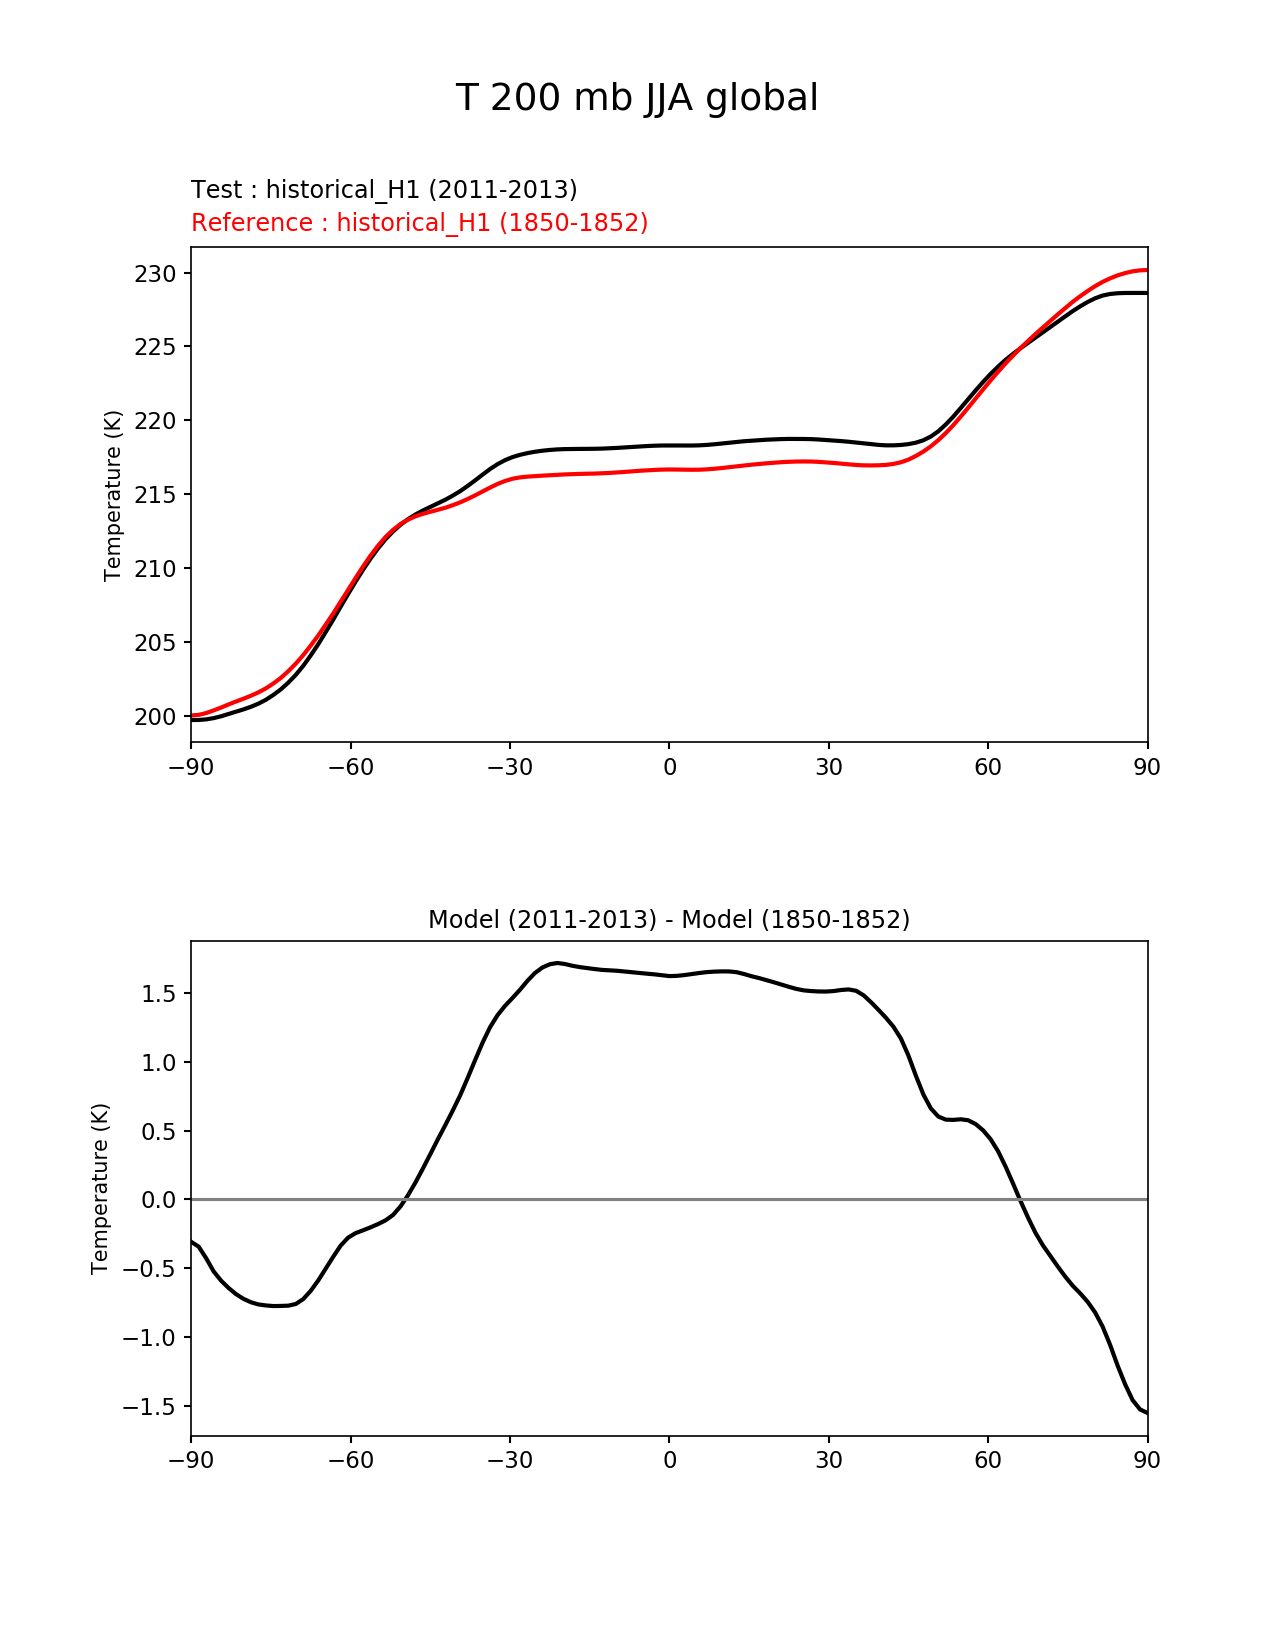 T 200 mb JJA global
Test : historical_H1 (2011-2013)
Reference : historical_H1 (1850-1852)
Temperature (K)
230
225
220
215
210
205
200
−90 −60 −30 0 30 60 90
Model (2011-2013) - Model (1850-1852)
Temperature (K)
1.5
1.0
0.5
0.0
−0.5
−1.0
−1.5
−90 −60 −30 0 30 60 90